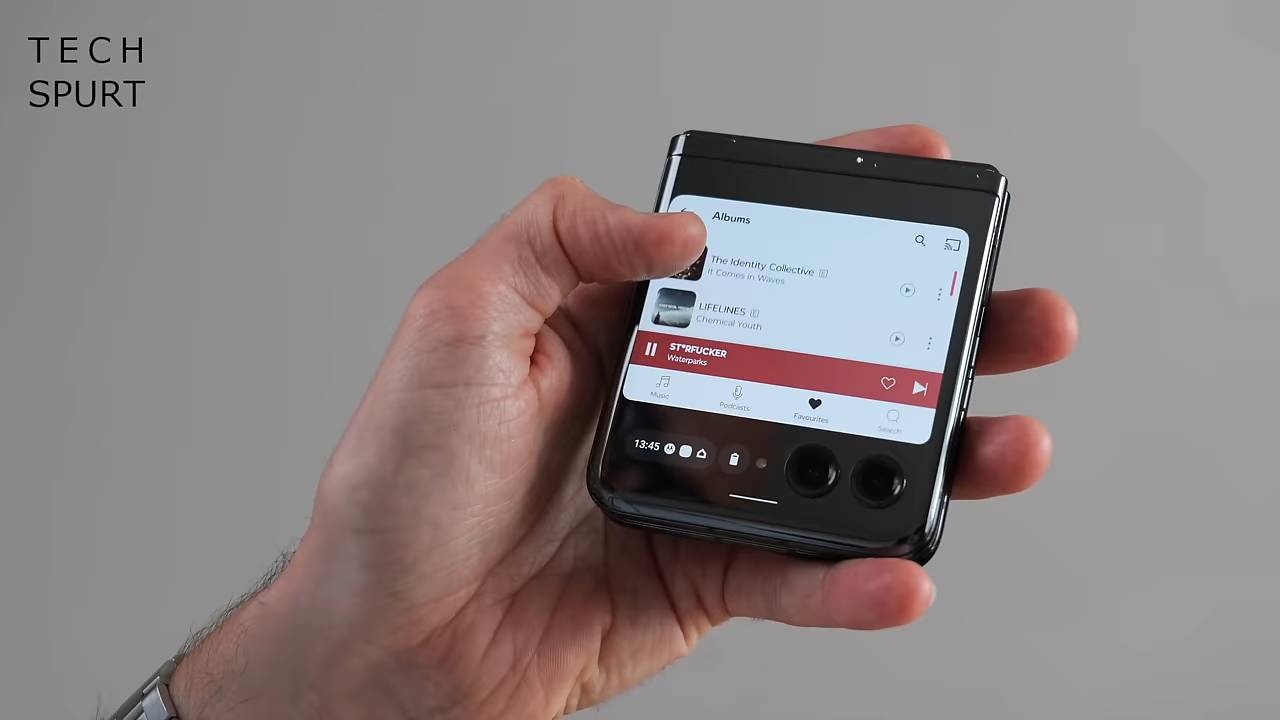 TECH
SPURT
Albums
The Identity Collective E
It Comes in Waves
LIFELINES E
Chemical Youth
ST*RFUCKER
Waterparks
Music
Podcasts
Favourites
Search
13:45